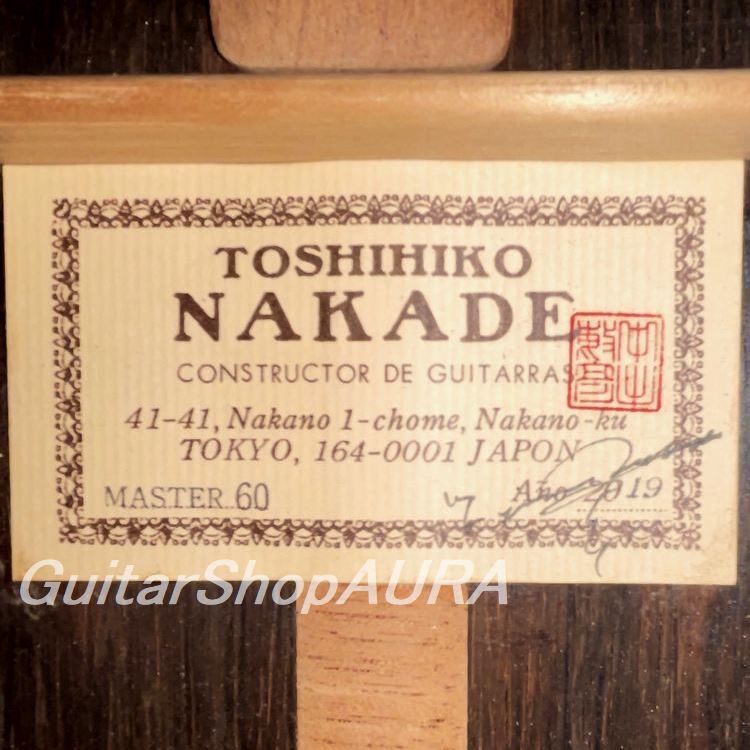 TOSHIHIKO
NAKADE
CONSTRUCTOR DE GUITARRAS
41-41, Nakano 1-chome, Nakano-ku
TOKYO, 164-0001 JAPON
MASTER 60
Año 2019
GuitarShopAURA